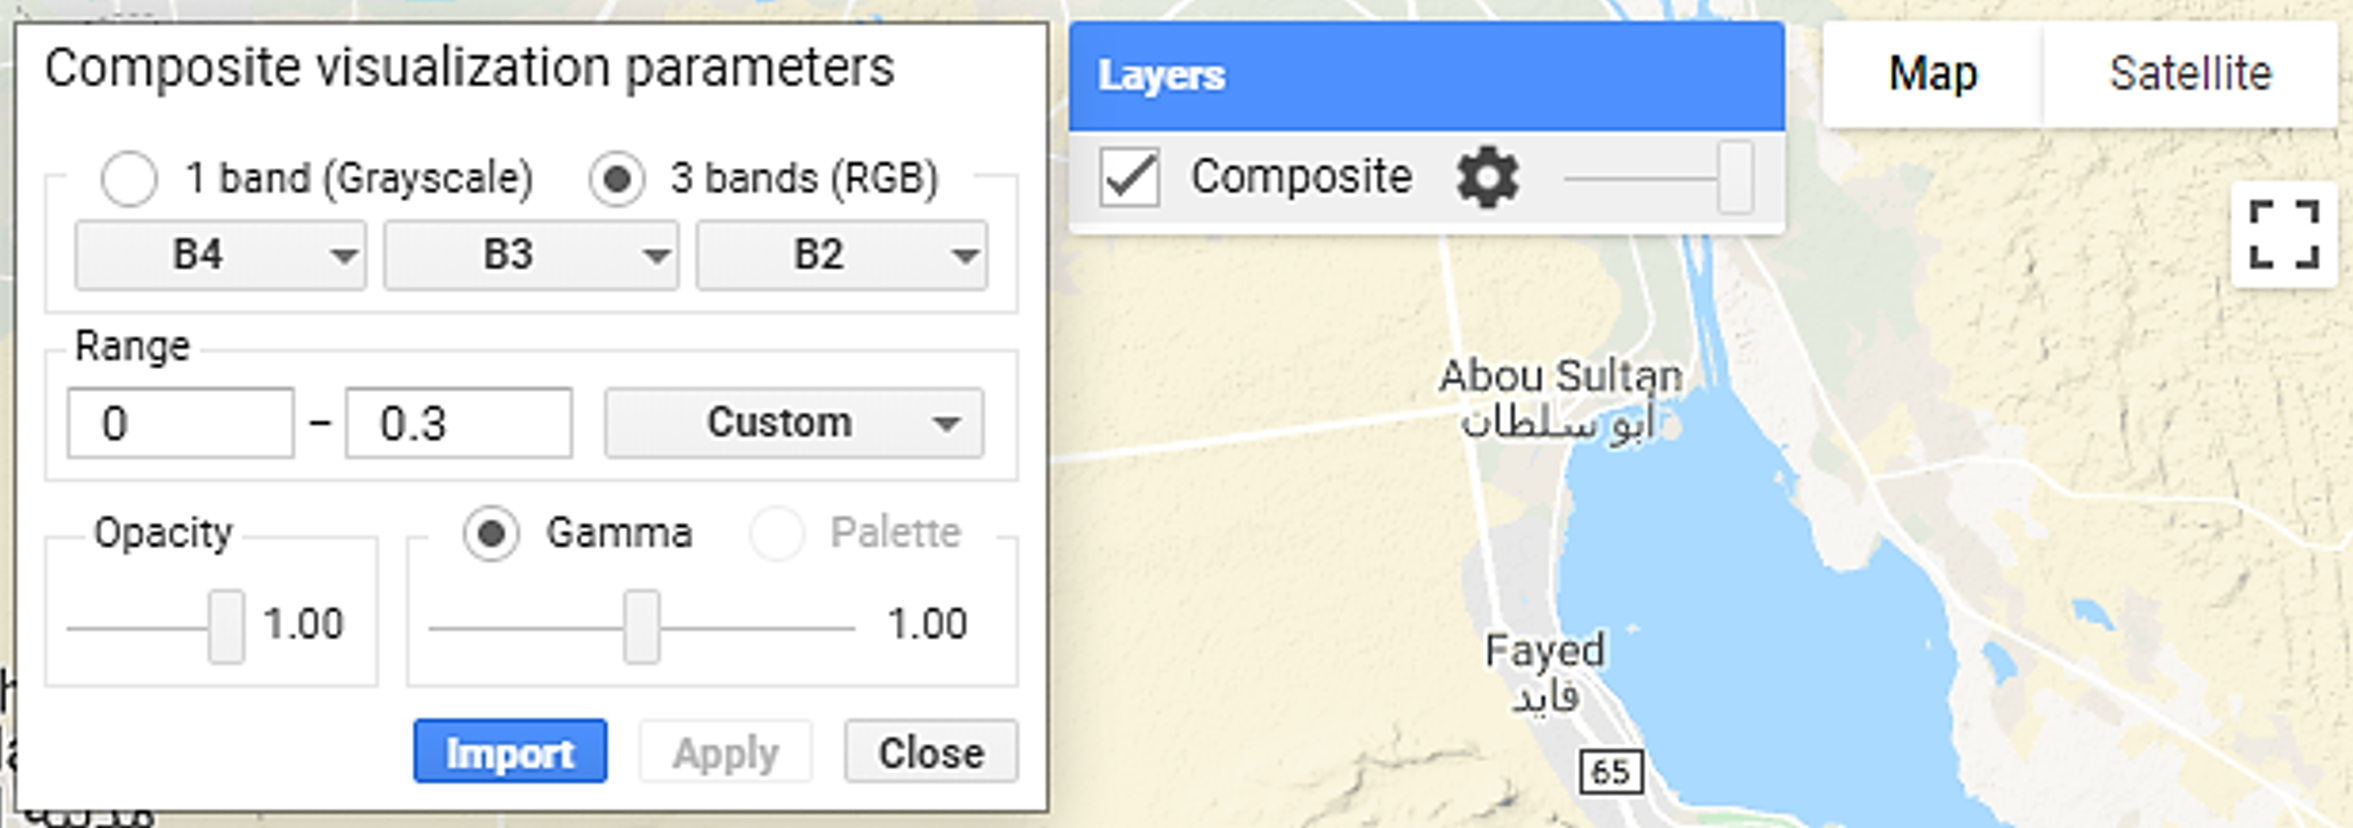 Composite visualization parameters
1 band (Grayscale) 3 bands (RGB)
B4 B3 B2
Range
0 – 0.3 Custom
Opacity Gamma Palette
1.00 1.00
Import Apply Close
Layers
Composite
Map Satellite
Abou Sultan
أبو سلطان
Fayed
فايد
65